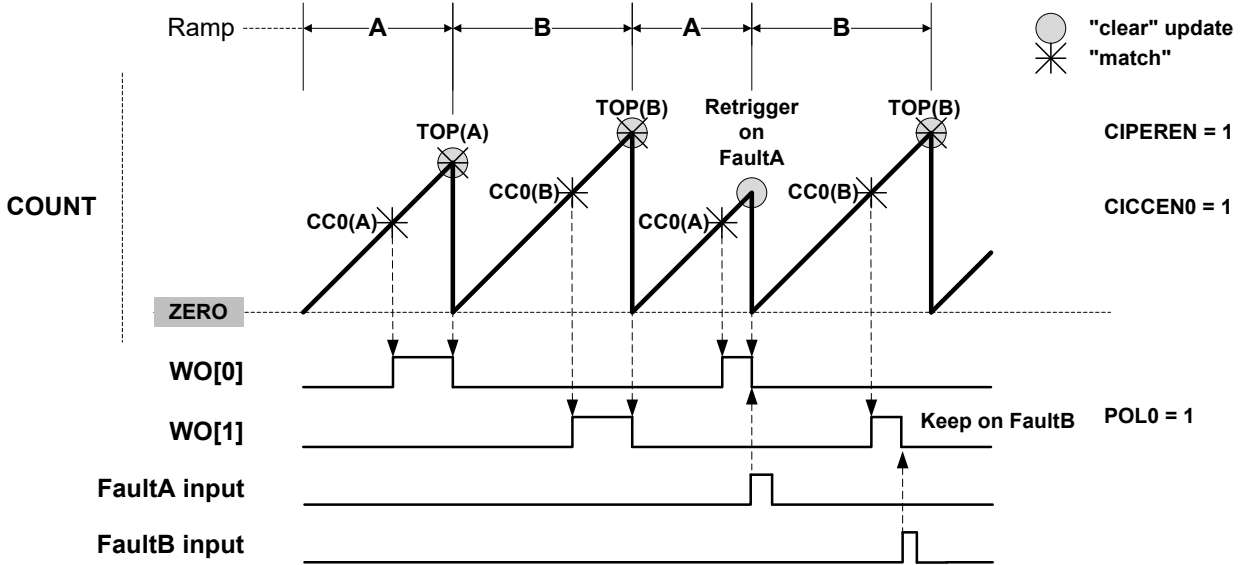 Ramp
A
B
A
B
"clear" update
"match"
TOP(A)
TOP(B)
Retrigger
on
FaultA
TOP(B)
CIPEREN = 1
COUNT
CC0(A)
CC0(B)
CC0(A)
CC0(B)
CICCEN0 = 1
ZERO
WO[0]
WO[1]
Keep on FaultB
POL0 = 1
FaultA input
FaultB input